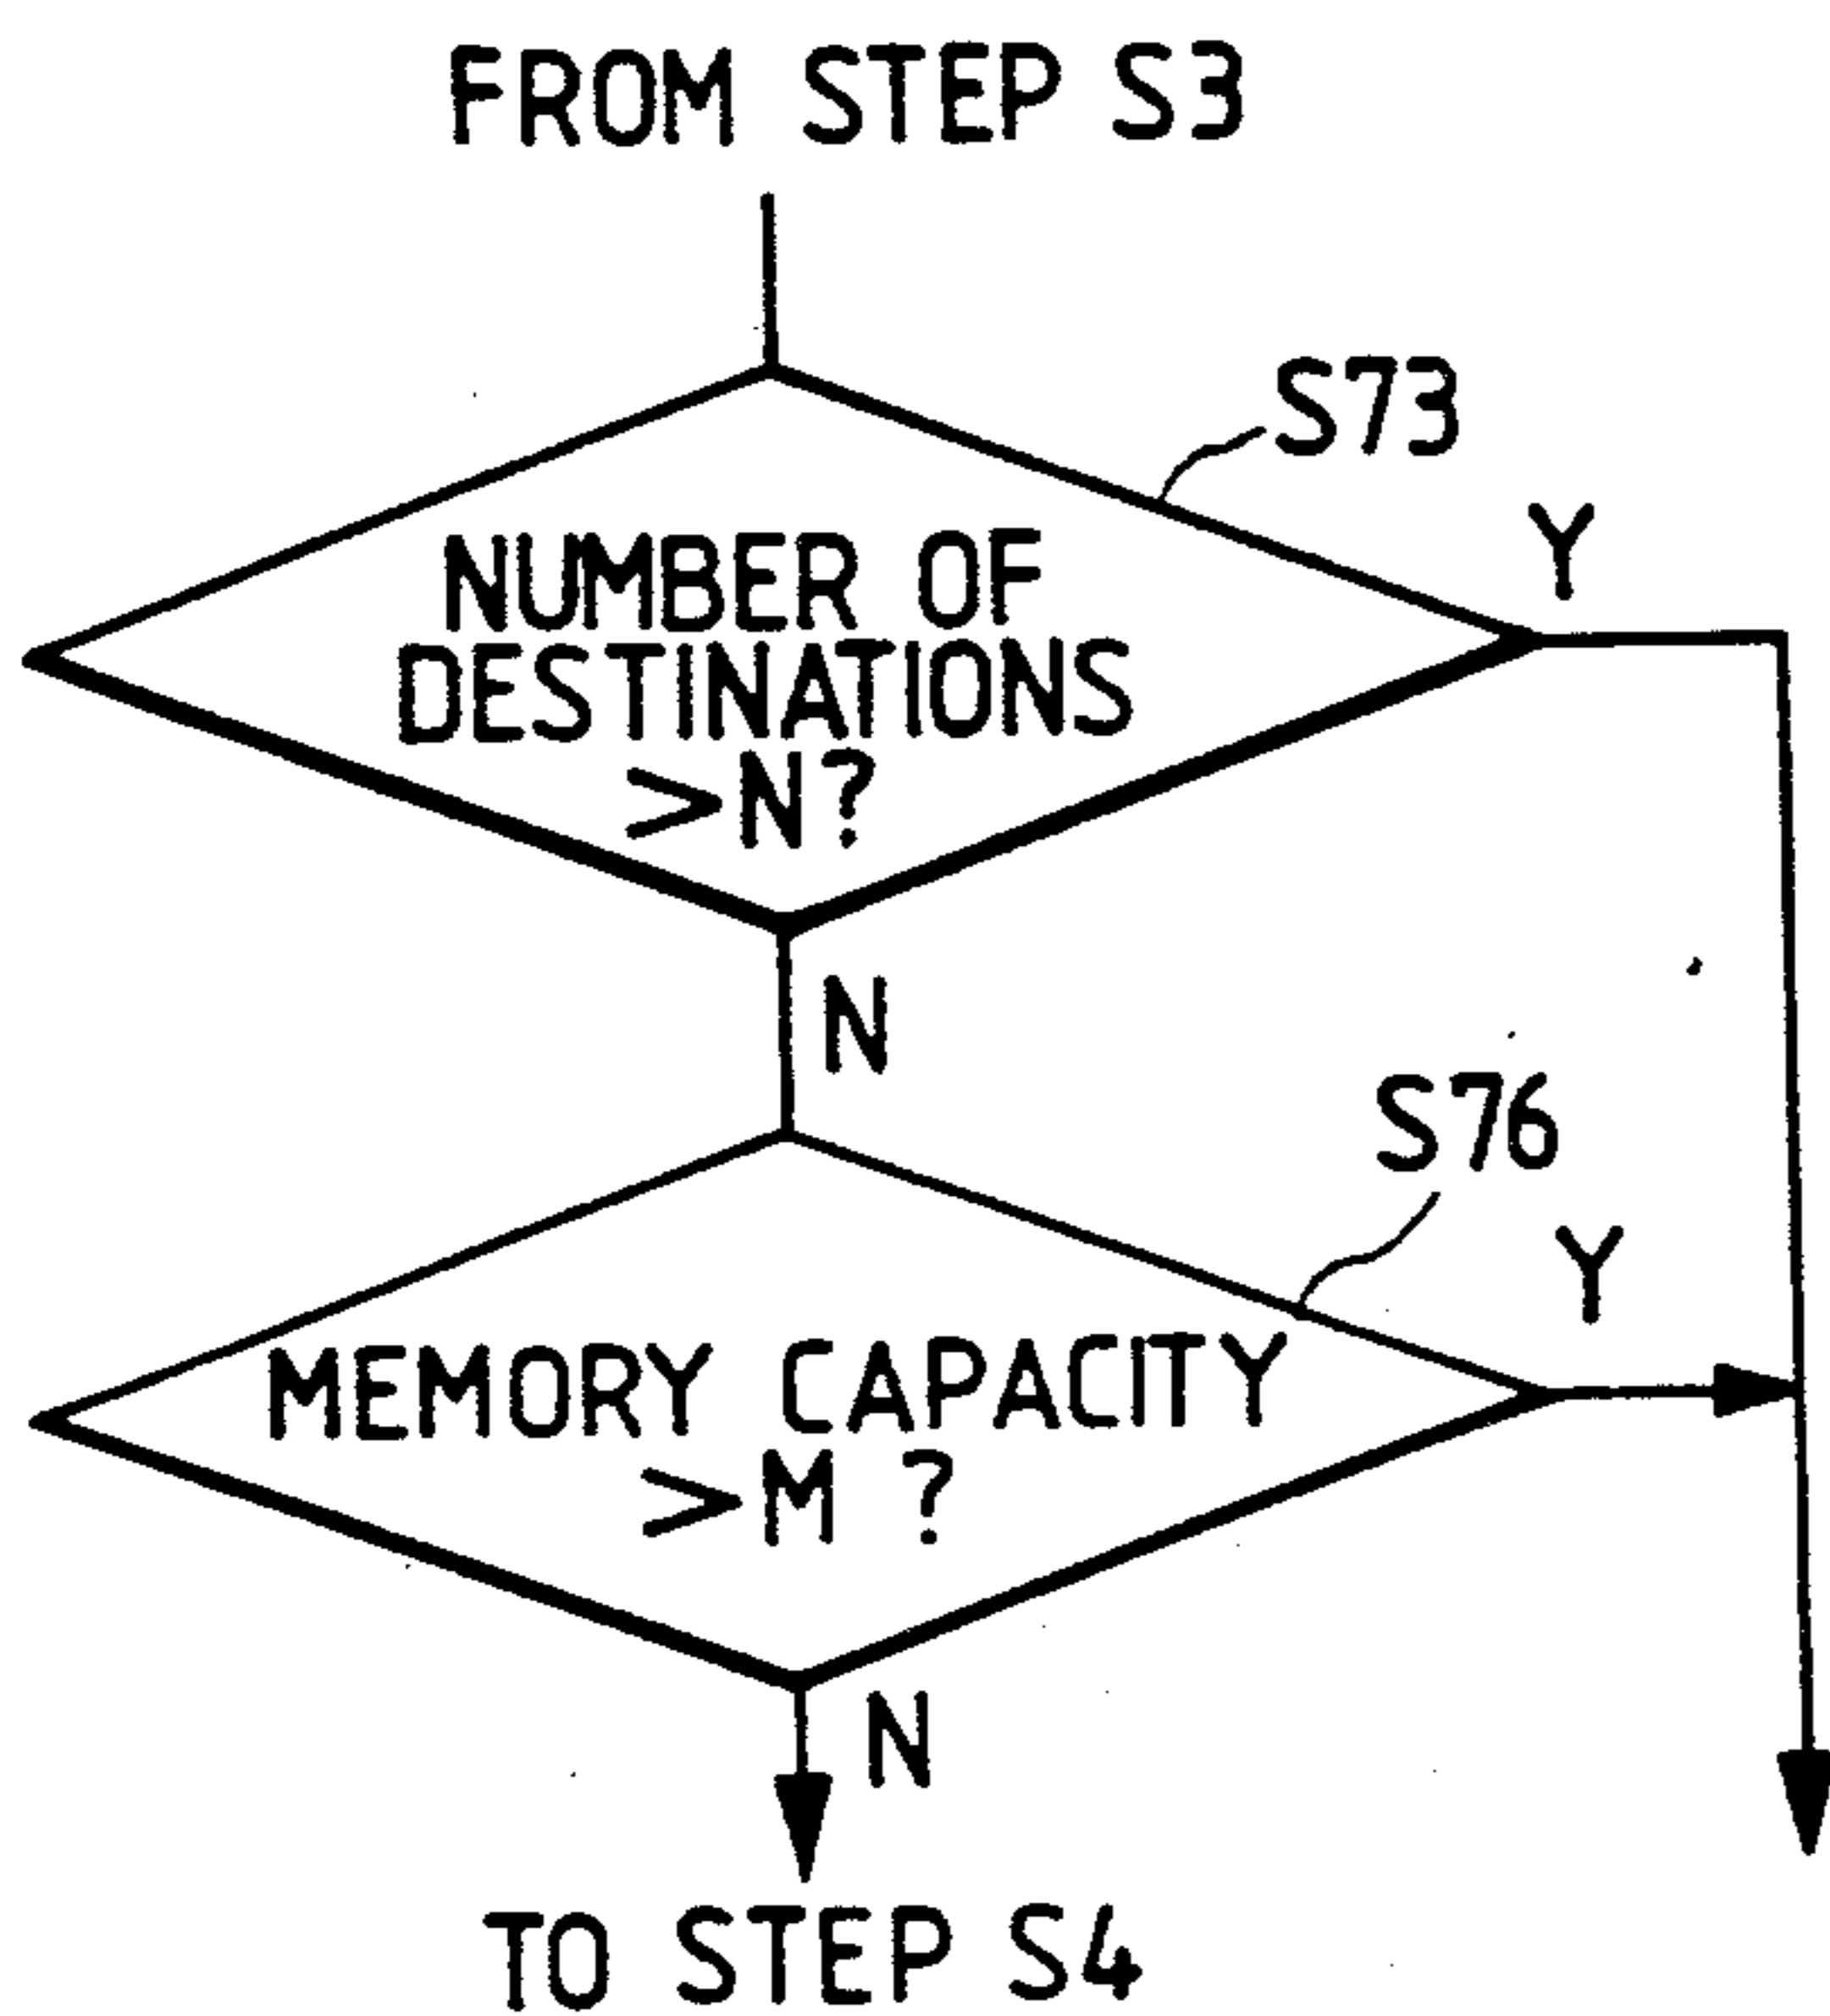 FROM STEP S3
S73
Y
NUMBER OF
DESTINATIONS
>N?
N
S76
Y
MEMORY CAPACITY
>M ?
N
TO STEP S4